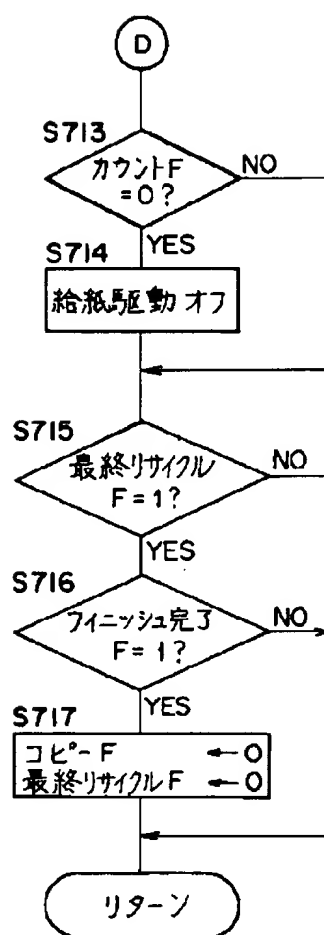 D
S713
カウントF
=0?
NO
YES
S714
給紙駆動オフ
S715
最終リサイクル
F=1?
NO
YES
S716
フィニッシュ完了
F=1?
NO
YES
S717
コピーF ←0
最終リサイクルF ←0
リターン